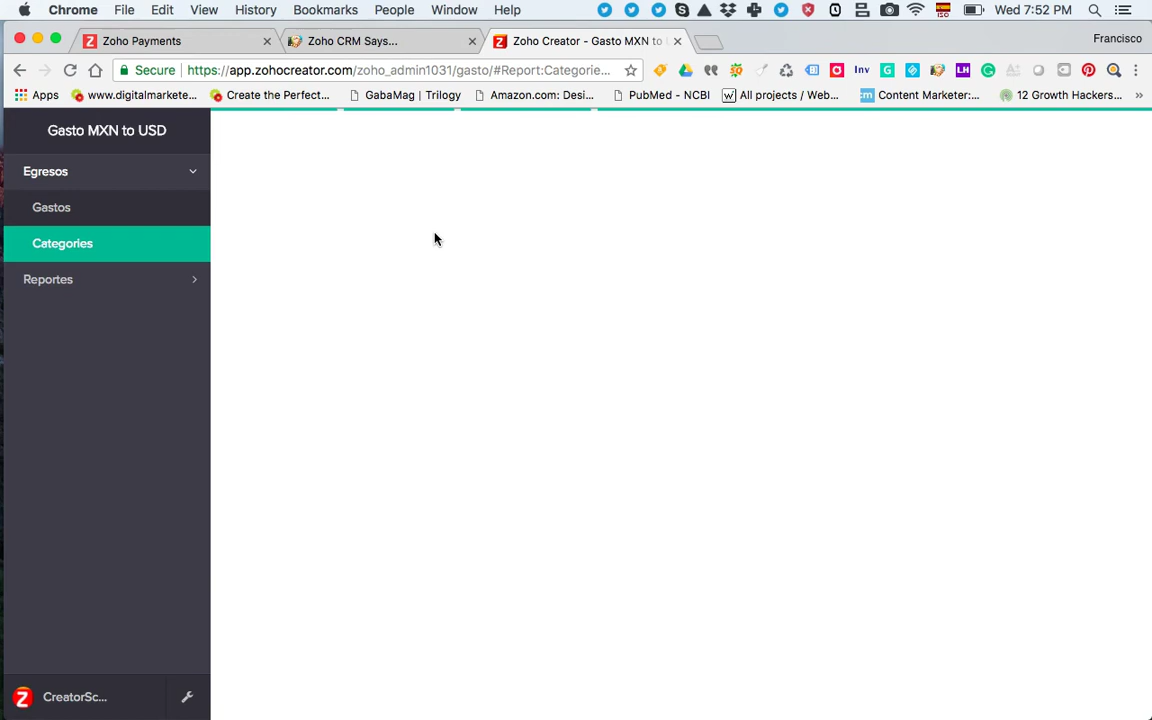 Chrome File Edit View History Bookmarks People Window Help Wed 7:52 PM
Zoho Payments Zoho CRM Says... Zoho Creator - Gasto MXN to Francisco
Secure https://app.zohocreator.com/zoho_admin1031/gasto/#Report:Categorie... Inv
Apps www.digitalmarkete... Create the Perfect... GabaMag | Trilogy Amazon.com: Desi... PubMed - NCBI All projects / Web... Content Marketer:... 12 Growth Hackers... »
Gasto MXN to USD
Egresos
Gastos
Categories
Reportes
CreatorSc...